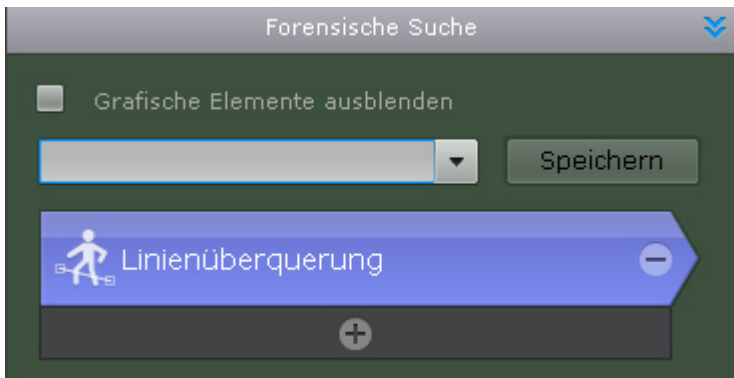 Forensische Suche
Grafische Elemente ausblenden
Speichern
Linienüberquerung